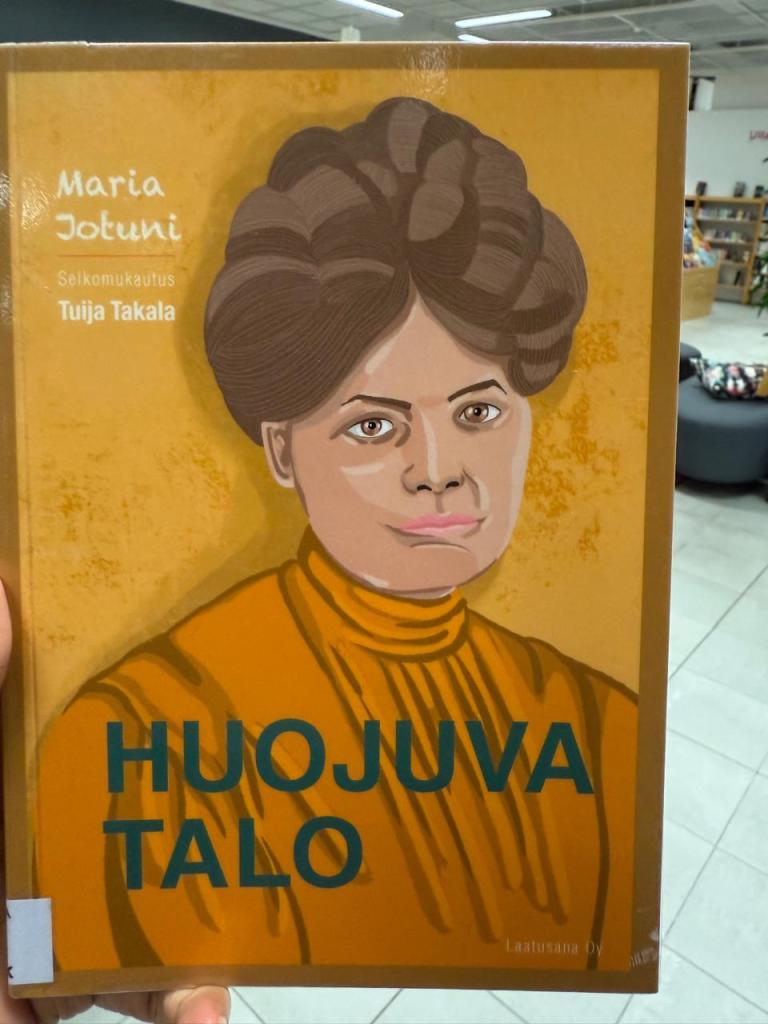 Maria
Jotuni
Selkomukautus
Tuija Takala
HUOJUVA
TALO
Laatusana Oy